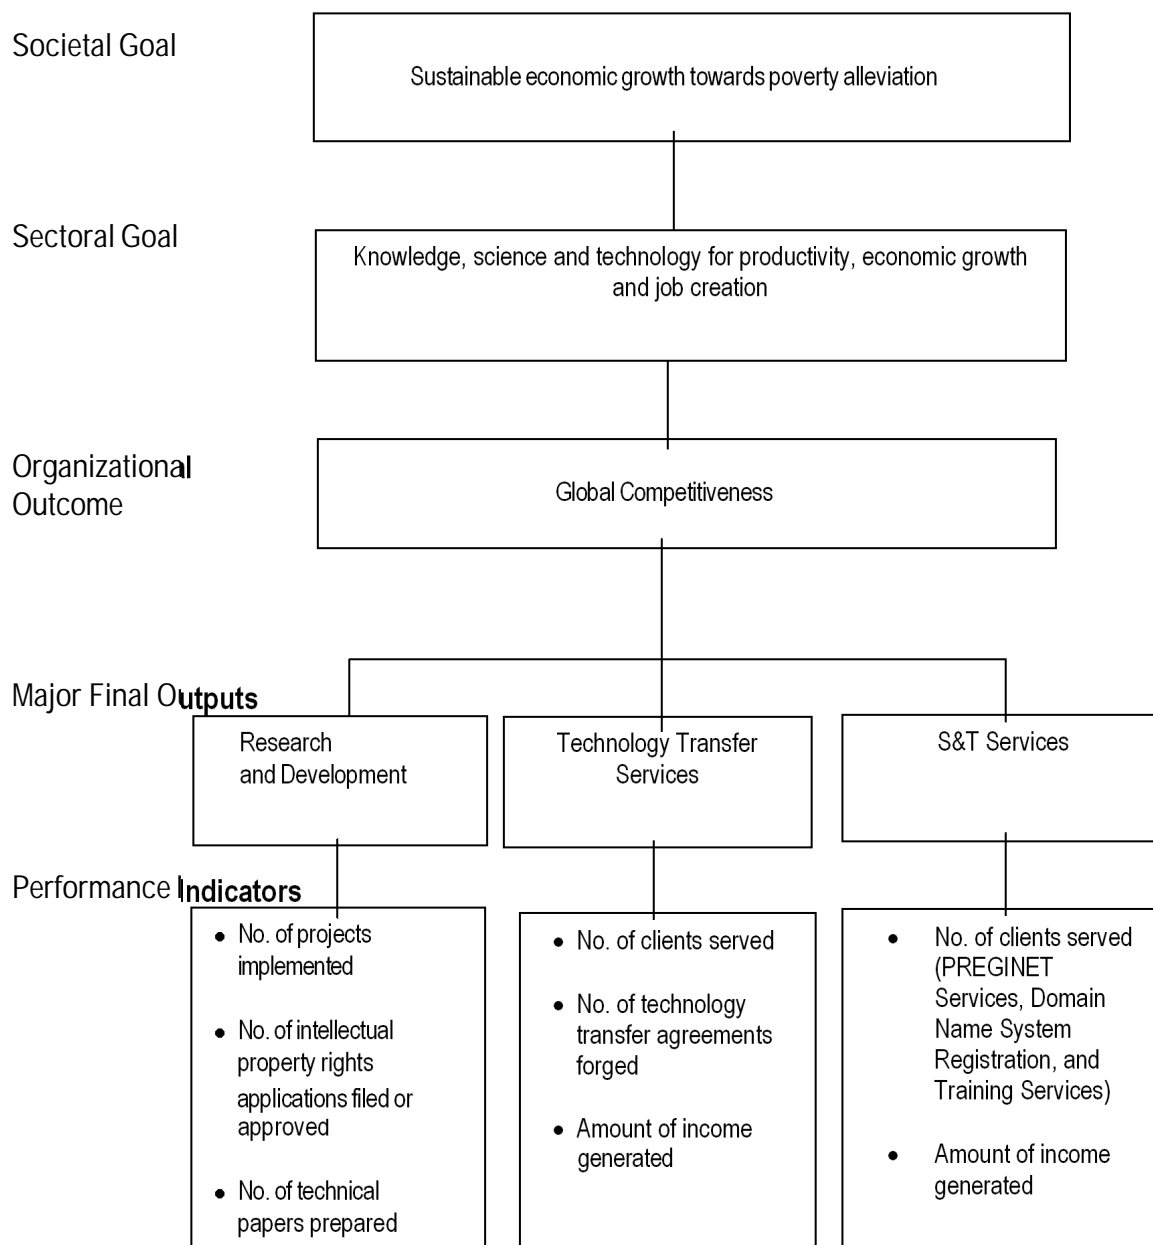 Societal Goal
Sustainable economic growth towards poverty alleviation
Sectoral Goal
Knowledge, science and technology for productivity, economic growth
and job creation
Organizational
Outcome
Global Competitiveness
Major Final Outputs
Research
and Development
Technology Transfer
Services
S&T Services
Performance Indicators
• No. of projects
implemented
• No. of intellectual
property rights
applications filed or
approved
• No. of technical
papers prepared
• No. of clients served
• No. of technology
transfer agreements
forged
• Amount of income
generated
• No. of clients served
(PREGINET
Services, Domain
Name System
Registration, and
Training Services)
• Amount of income
generated